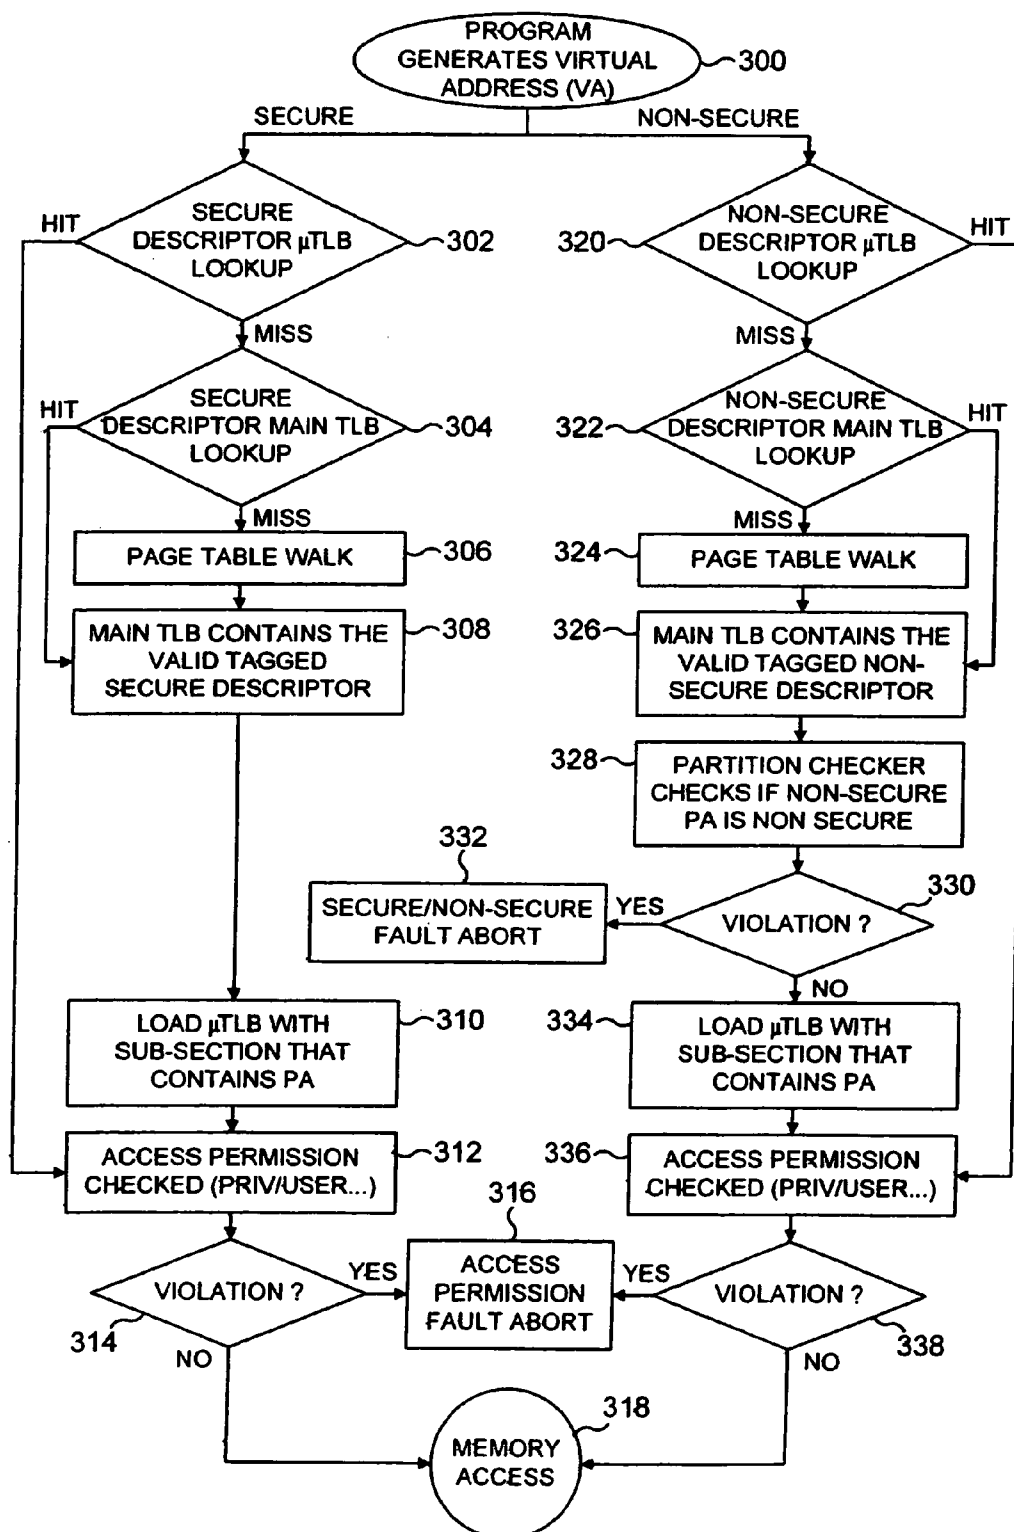 PROGRAM
GENERATES VIRTUAL
ADDRESS (VA)
300
SECURE
NON-SECURE
HIT
SECURE
DESCRIPTOR µTLB
LOOKUP
302
320
NON-SECURE
DESCRIPTOR µTLB
LOOKUP
HIT
MISS
MISS
HIT
SECURE
DESCRIPTOR MAIN TLB
LOOKUP
304
322
NON-SECURE
DESCRIPTOR MAIN TLB
LOOKUP
HIT
MISS
MISS
PAGE TABLE WALK
306
324
PAGE TABLE WALK
MAIN TLB CONTAINS THE
VALID TAGGED
SECURE DESCRIPTOR
308
326
MAIN TLB CONTAINS THE
VALID TAGGED NON-
SECURE DESCRIPTOR
328
PARTITION CHECKER
CHECKS IF NON-SECURE
PA IS NON SECURE
332
SECURE/NON-SECURE
FAULT ABORT
YES
VIOLATION ?
330
NO
LOAD µTLB WITH
SUB-SECTION THAT
CONTAINS PA
310
334
LOAD µTLB WITH
SUB-SECTION THAT
CONTAINS PA
ACCESS PERMISSION
CHECKED (PRIV/USER...)
312
336
ACCESS PERMISSION
CHECKED (PRIV/USER...)
316
VIOLATION ?
314
YES
ACCESS
PERMISSION
FAULT ABORT
YES
VIOLATION ?
338
NO
NO
318
MEMORY
ACCESS